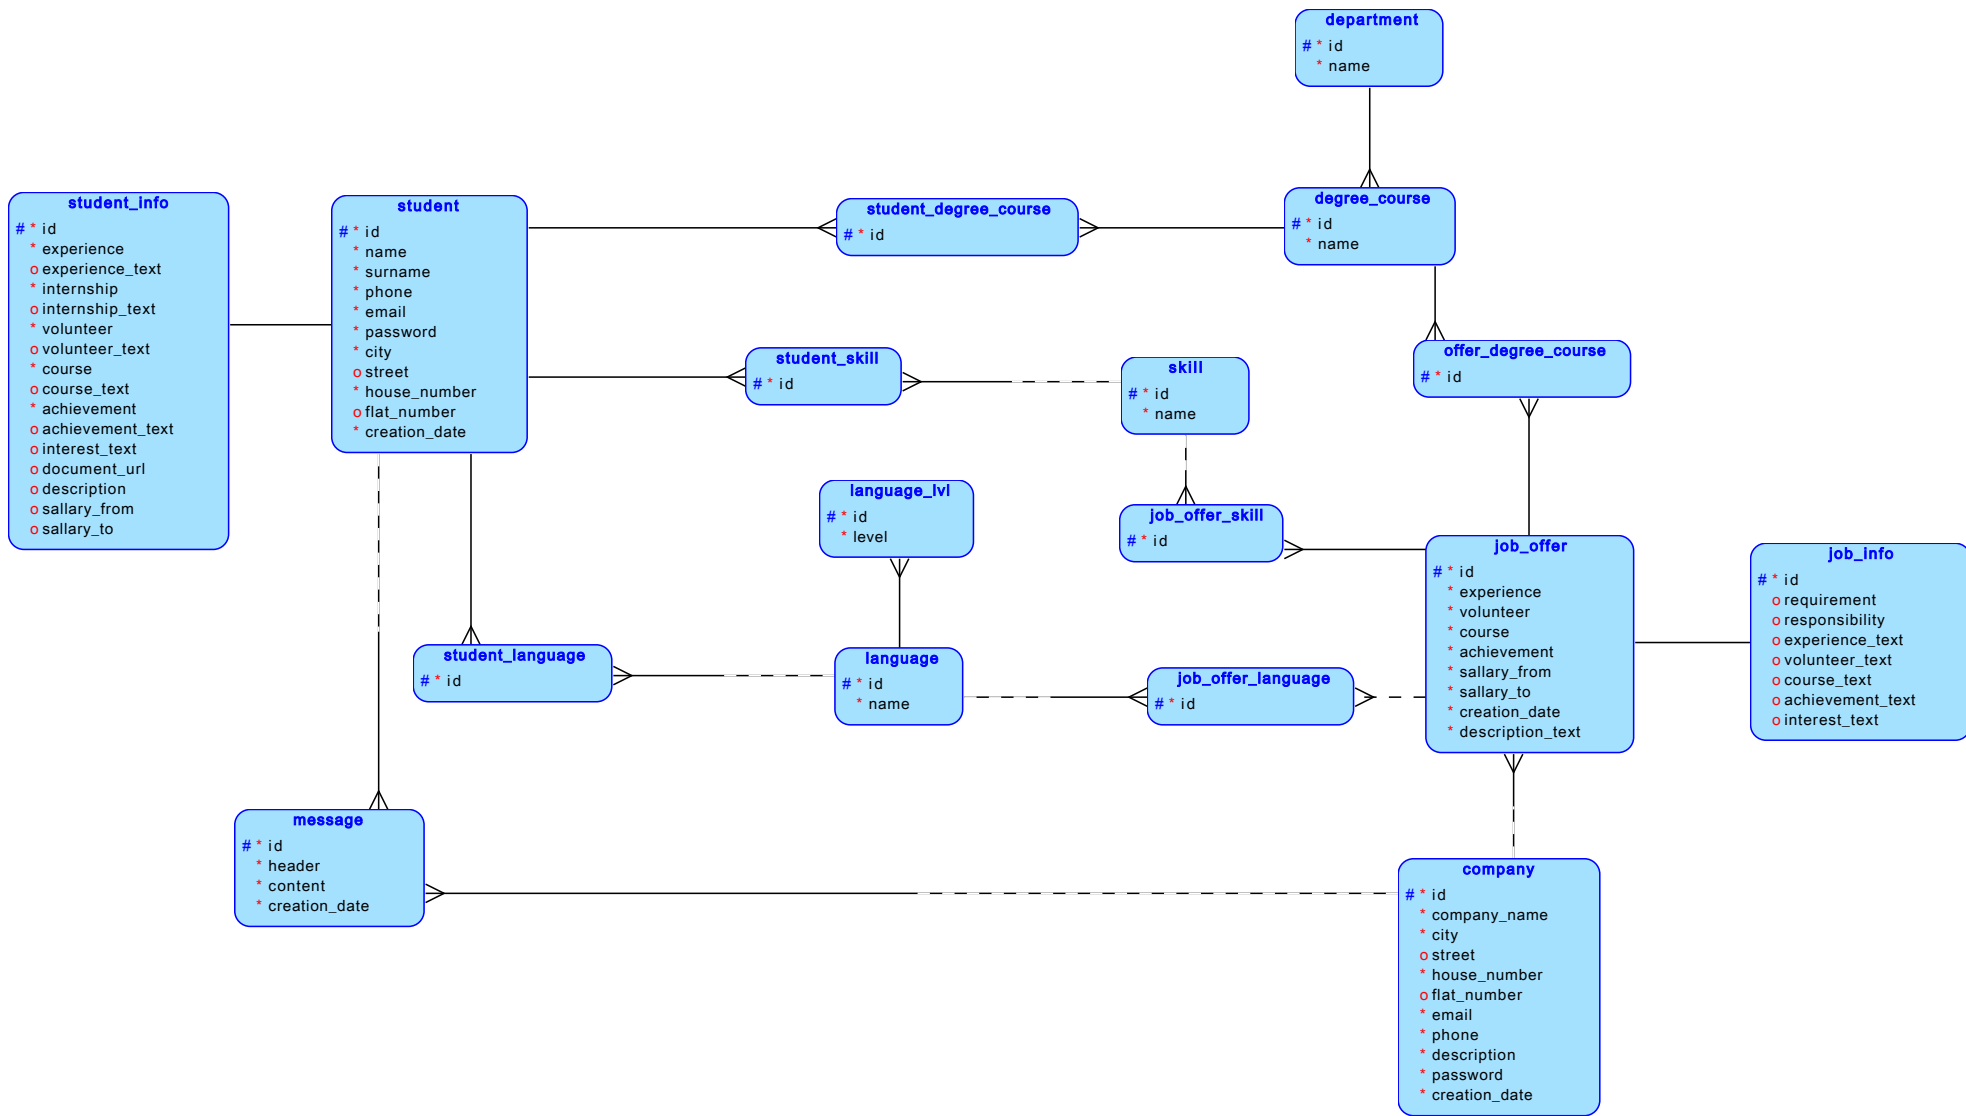 department
# * id
* name
student_info
# * id
* experience
o experience_text
* internship
o internship_text
* volunteer
o volunteer_text
* course
o course_text
* achievement
o achievement_text
o interest_text
o document_url
o description
o sallary_from
o sallary_to
student
# * id
* name
* surname
* phone
* email
* password
* city
o street
* house_number
o flat_number
* creation_date
student_degree_course
# * id
degree_course
# * id
* name
student_skill
# * id
skill
# * id
* name
offer_degree_course
# * id
language_lvl
# * id
* level
job_offer_skill
# * id
job_offer
# * id
* experience
* volunteer
* course
* achievement
* sallary_from
* sallary_to
* creation_date
* description_text
job_info
# * id
o requirement
o responsibility
o experience_text
o volunteer_text
o course_text
o achievement_text
o interest_text
student_language
# * id
language
# * id
* name
job_offer_language
# * id
message
# * id
* header
* content
* creation_date
company
# * id
* company_name
* city
o street
* house_number
o flat_number
* email
* phone
* description
* password
* creation_date